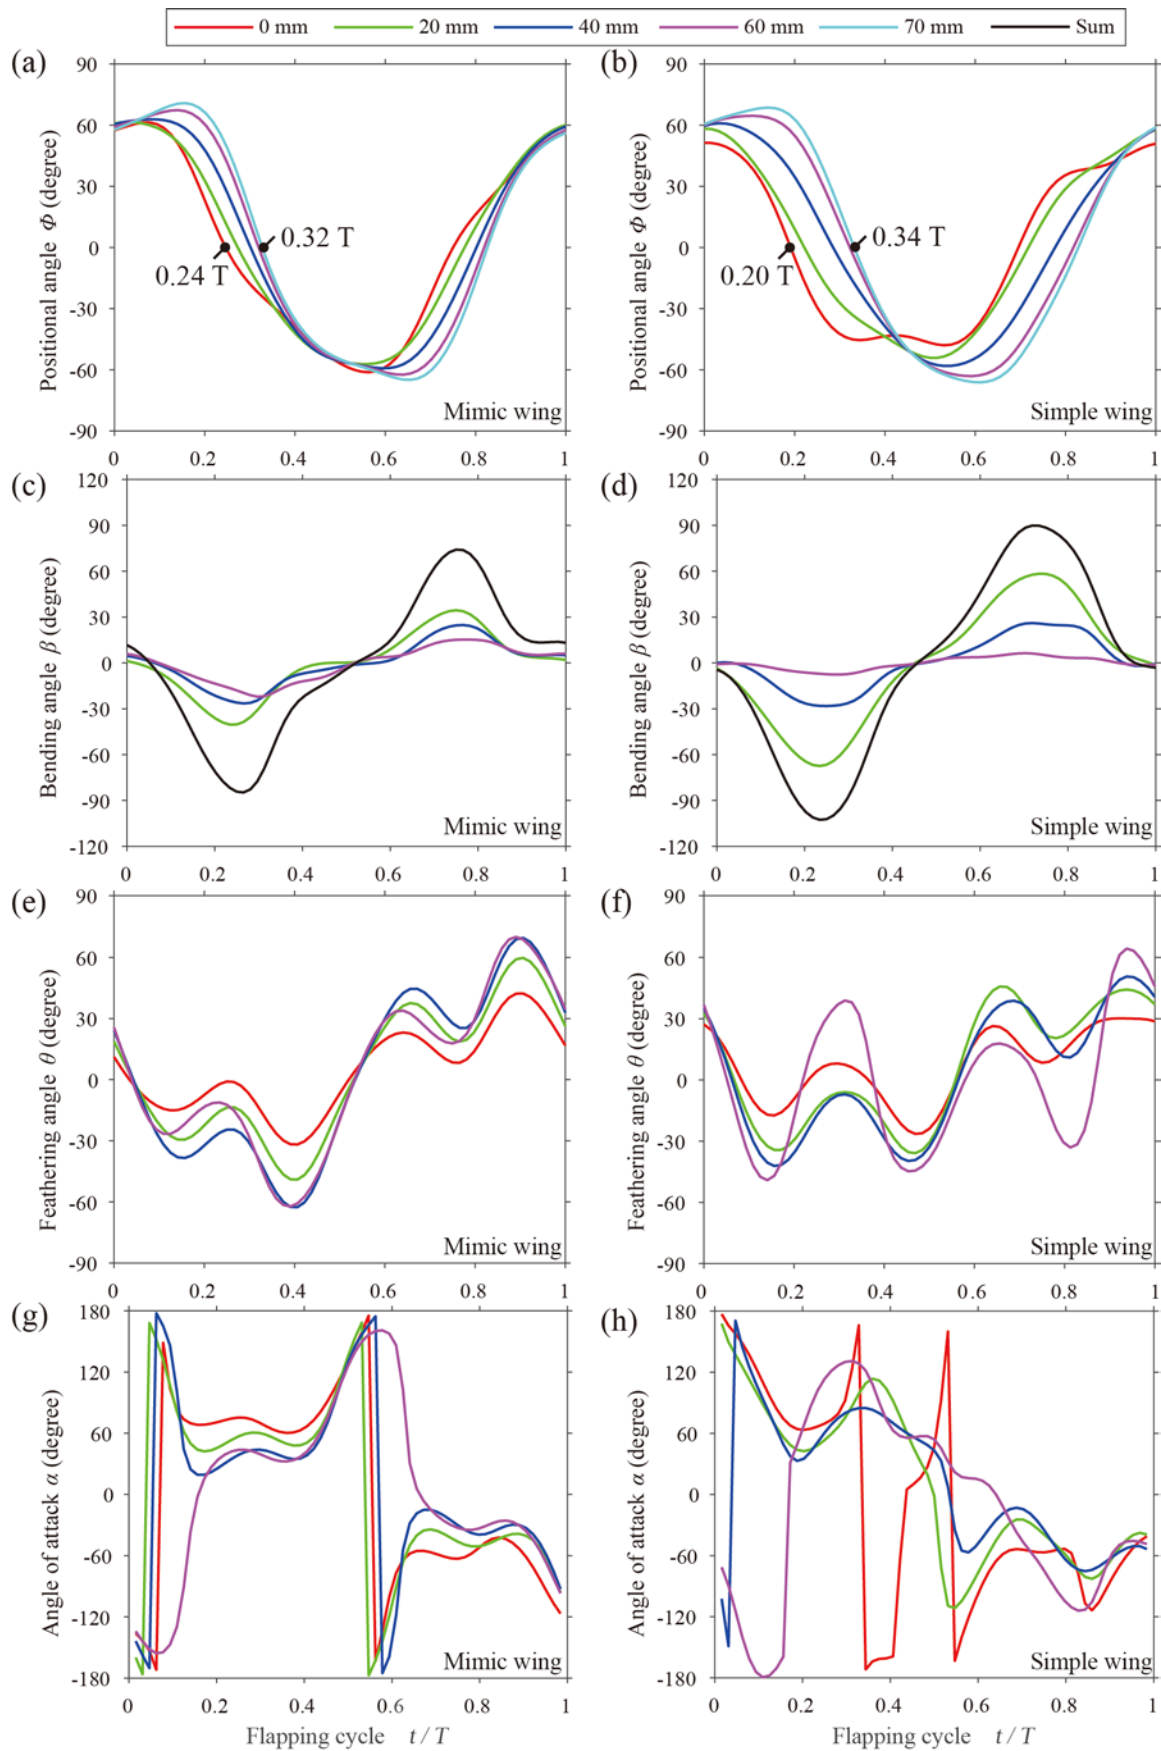 0 mm 20 mm 40 mm 60 mm 70 mm Sum
(a) (b)
90 90
60 60
30 30
0 0
-30 -30
-60 -60
-90 -90
Positional angle Φ (degree) Positional angle Φ (degree)
0.32 T 0.34 T
0.24 T 0.20 T
Mimic wing Simple wing
0 0.2 0.4 0.6 0.8 1 0 0.2 0.4 0.6 0.8 1
(c) (d)
120 120
90 90
60 60
30 30
0 0
-30 -30
-60 -60
-90 -90
-120 -120
Bending angle β (degree) Bending angle β (degree)
Mimic wing Simple wing
0 0.2 0.4 0.6 0.8 1 0 0.2 0.4 0.6 0.8 1
(e) (f)
90 90
60 60
30 30
0 0
-30 -30
-60 -60
-90 -90
Feathering angle θ (degree) Feathering angle θ (degree)
Mimic wing Simple wing
0 0.2 0.4 0.6 0.8 1 0 0.2 0.4 0.6 0.8 1
(g) (h)
180 180
120 120
60 60
0 0
-60 -60
-120 -120
-180 -180
Angle of attack α (degree) Angle of attack α (degree)
Mimic wing Simple wing
0 0.2 0.4 0.6 0.8 1 0 0.2 0.4 0.6 0.8 1
Flapping cycle t / T Flapping cycle t / T